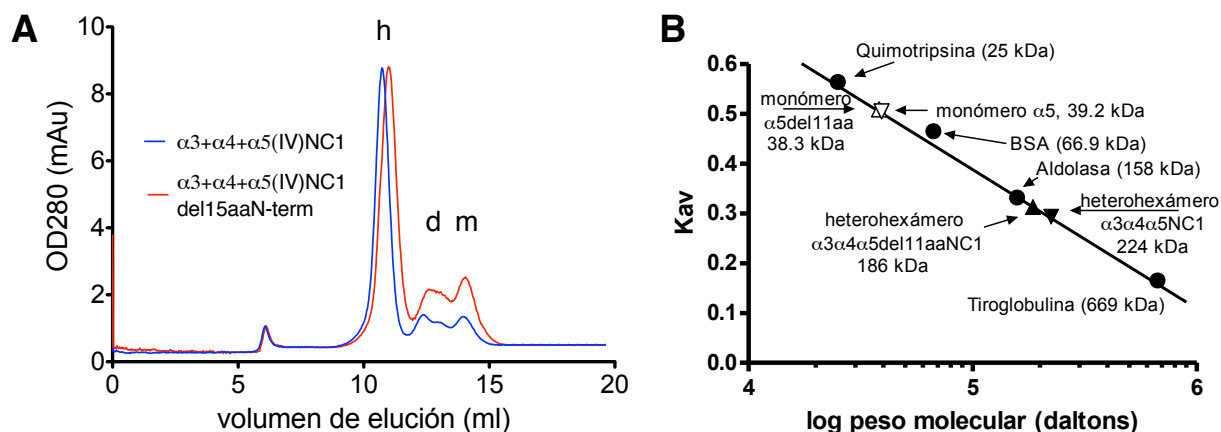 A
10
8
6
4
2
0
OD280 (mAu)
h
d m
α3+α4+α5(IV)NC1
α3+α4+α5(IV)NC1
del15aaN-term
0 5 10 15 20
volumen de elución (ml)
B
0.6
0.5
0.4
0.3
0.2
0.1
0.0
Kav
Quimotripsina (25 kDa)
monómero
α5del11aa
38.3 kDa
monómero α5, 39.2 kDa
BSA (66.9 kDa)
Aldolasa (158 kDa)
heterohexámero
α3α4α5del11aaNC1
186 kDa
heterohexámero
α3α4α5NC1
224 kDa
Tiroglobulina (669 kDa)
4 5 6
log peso molecular (daltons)